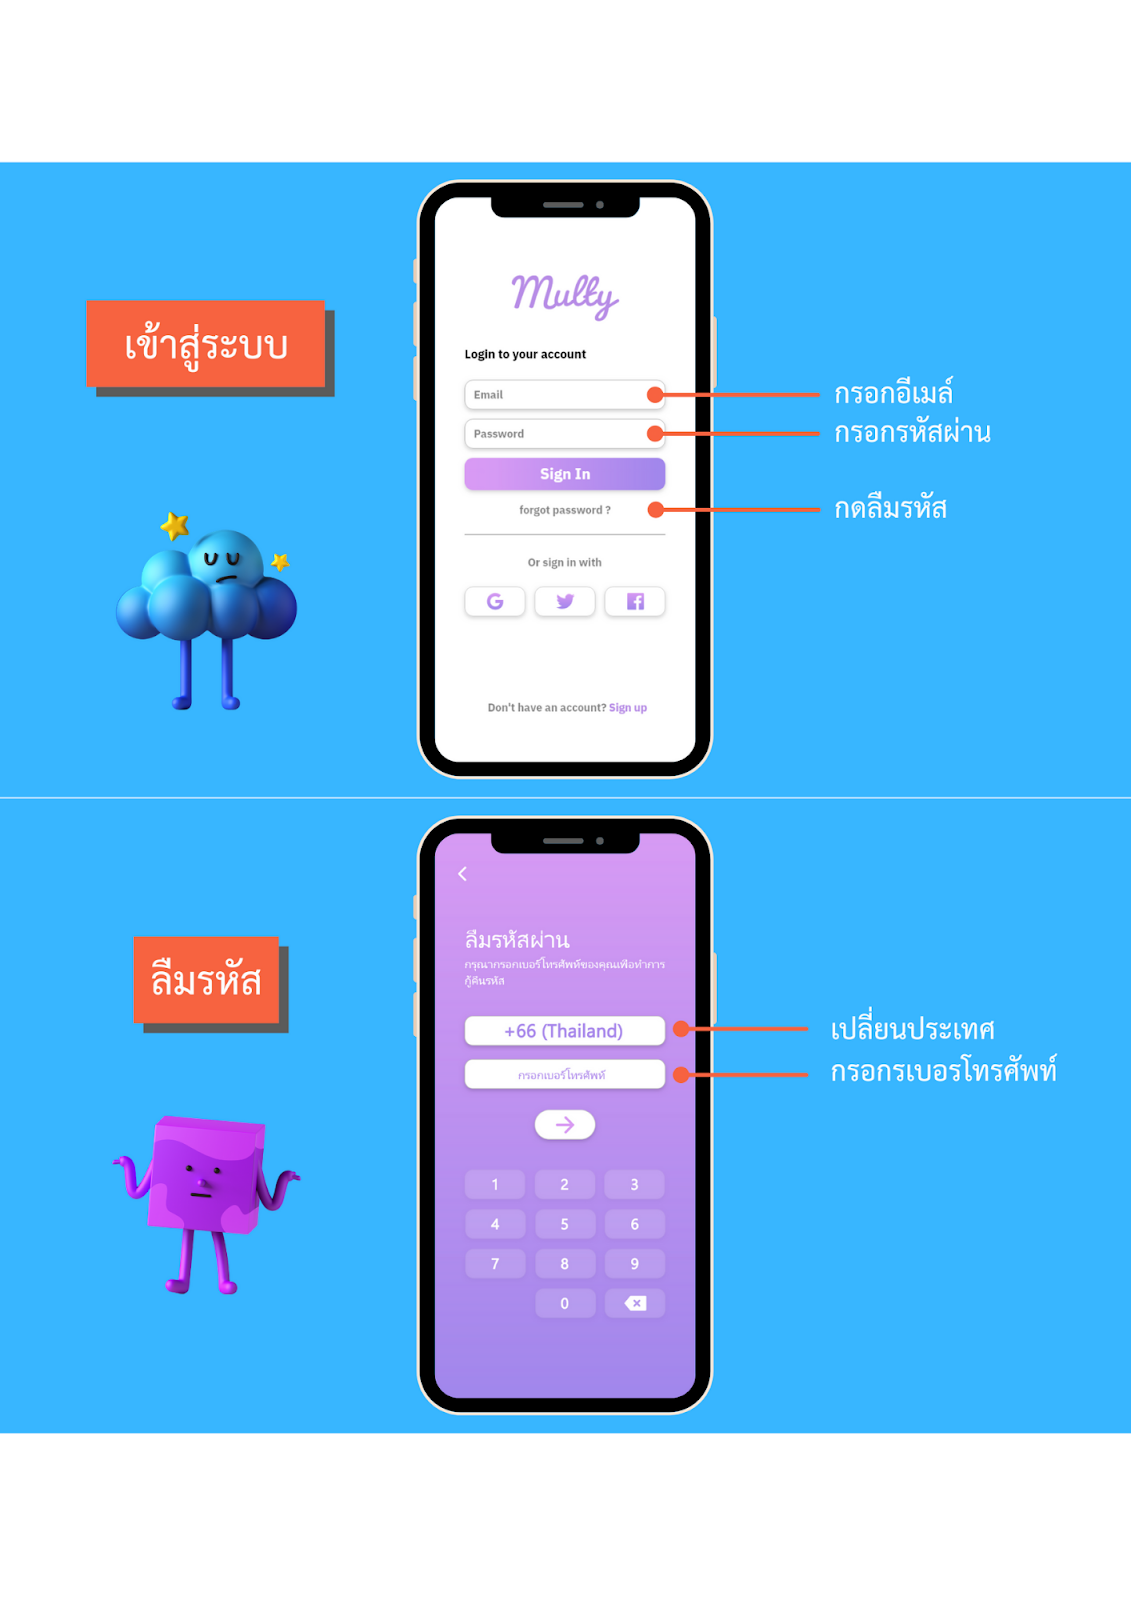 เข้าสู่ระบบ
Multy
Login to your account
Email
กรอกอีเมล์
Password
กรอกรหัสผ่าน
Sign In
forgot password ?
กดลืมรหัส
Or sign in with
Don't have an account? Sign up
ลืมรหัส
ลืมรหัสผ่าน
กรุณากรอกเบอร์โทรศัพท์ของคุณเพื่อทำการ
กู้คืนรหัส
+66 (Thailand)
เปลี่ยนประเทศ
กรอกเบอร์โทรศัพท์
กรอกรเบอรโทรศัพท์
1 2 3
4 5 6
7 8 9
0